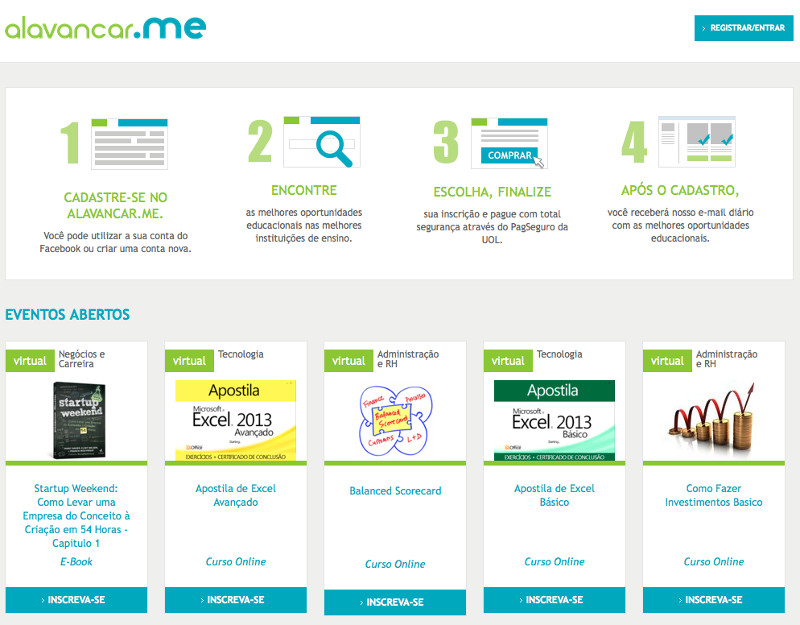 alavancar.me
› REGISTRAR/ENTRAR
1
CADASTRE-SE NO
ALAVANCAR.ME.
Você pode utilizar a sua conta do
Facebook ou criar uma conta nova.
2
ENCONTRE
as melhores oportunidades
educacionais nas melhores
instituições de ensino.
3
COMPRAR
ESCOLHA, FINALIZE
sua inscrição e pague com total
segurança através do PagSeguro da
UOL.
4
APÓS O CADASTRO,
você receberá nosso e-mail diário
com as melhores oportunidades
educacionais.
EVENTOS ABERTOS
virtual
Negócios e
Carreira
startup
weekend
Startup Weekend:
Como Levar uma
Empresa do Conceito à
Criação em 54 Horas -
Capítulo 1
E-Book
› INSCREVA-SE
virtual
Tecnologia
Apostila
Microsoft
Excel 2013
Avançado
Office
EXERCÍCIOS + CERTIFICADO DE CONCLUSÃO
Apostila de Excel
Avançado
Curso Online
› INSCREVA-SE
virtual
Administração
e RH
Finance
Balanced
Scorecard
Customers
L+D
Balanced Scorecard
Curso Online
› INSCREVA-SE
virtual
Tecnologia
Apostila
Microsoft
Excel 2013
Básico
Office
EXERCÍCIOS + CERTIFICADO DE CONCLUSÃO
Apostila de Excel
Básico
Curso Online
› INSCREVA-SE
virtual
Administração
e RH
Como Fazer
Investimentos Basico
Curso Online
› INSCREVA-SE